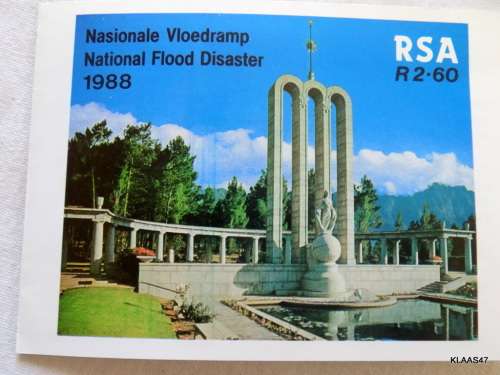 Nasionale Vloedramp
National Flood Disaster
1988
RSA
R2·60
KLAAS47